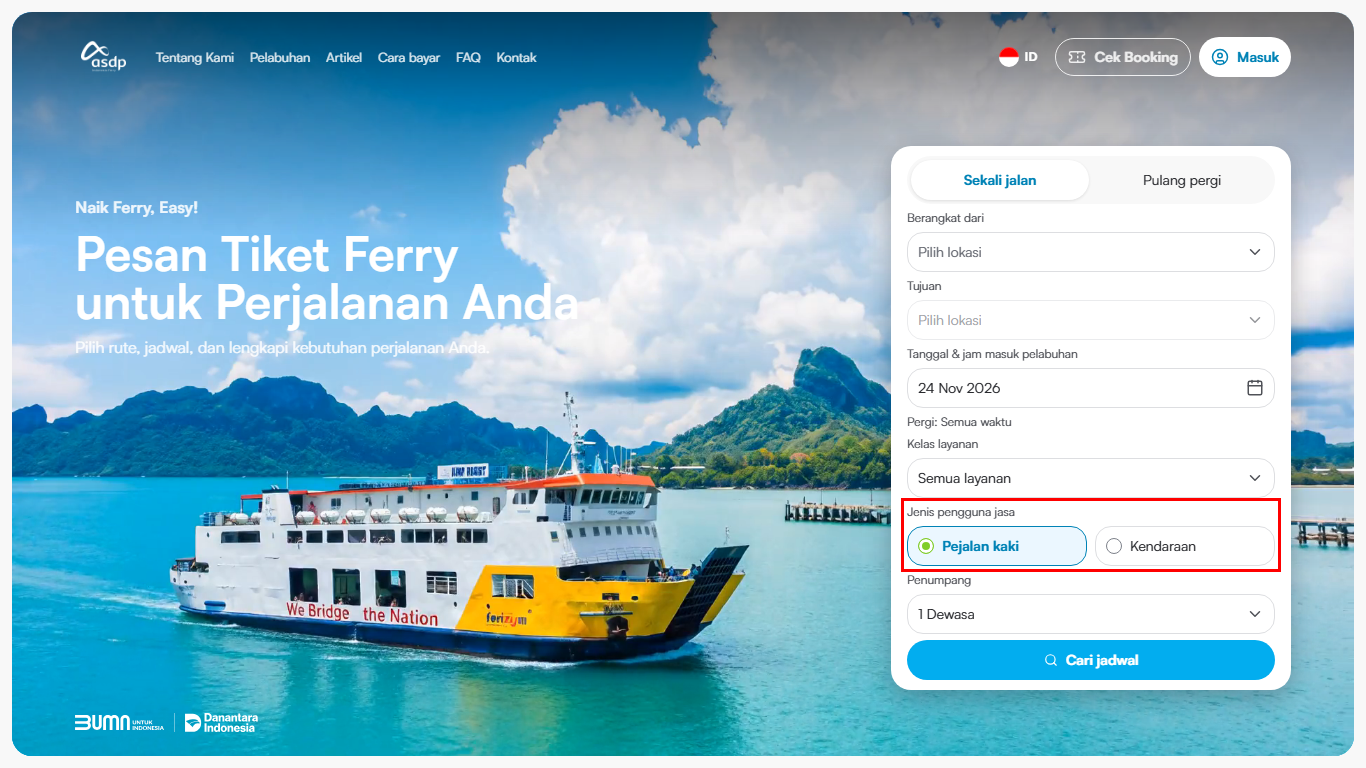 asdp
Tentang Kami
Pelabuhan
Artikel
Cara bayar
FAQ
Kontak
ID
Cek Booking
Masuk
Naik Ferry, Easy!
Pesan Tiket Ferry
untuk Perjalanan Anda
Pilih rute, jadwal, dan lengkapi kebutuhan perjalanan Anda.
We Bridge the Nation
ferizy
BUMN UNTUK
INDONESIA
Danantara
Indonesia
Sekali jalan
Pulang pergi
Berangkat dari
Pilih lokasi
Tujuan
Pilih lokasi
Tanggal & jam masuk pelabuhan
24 Nov 2026
Pergi: Semua waktu
Kelas layanan
Semua layanan
Jenis pengguna jasa
Pejalan kaki
Kendaraan
Penumpang
1 Dewasa
Cari jadwal